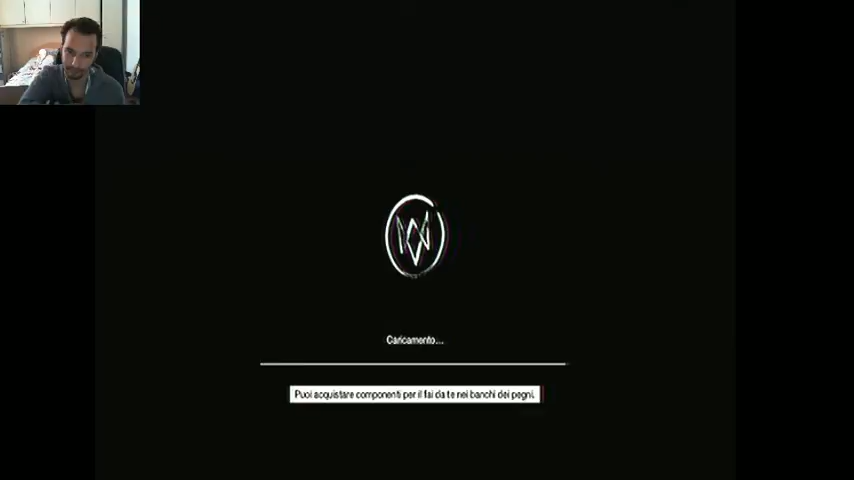 Caricamento...
Puoi acquistare componenti per il fai da te nei banchi dei pegni.